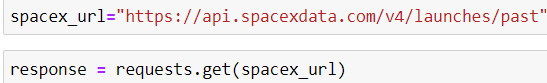 spacex_url="https://api.spacexdata.com/v4/launches/past"
response = requests.get(spacex_url)